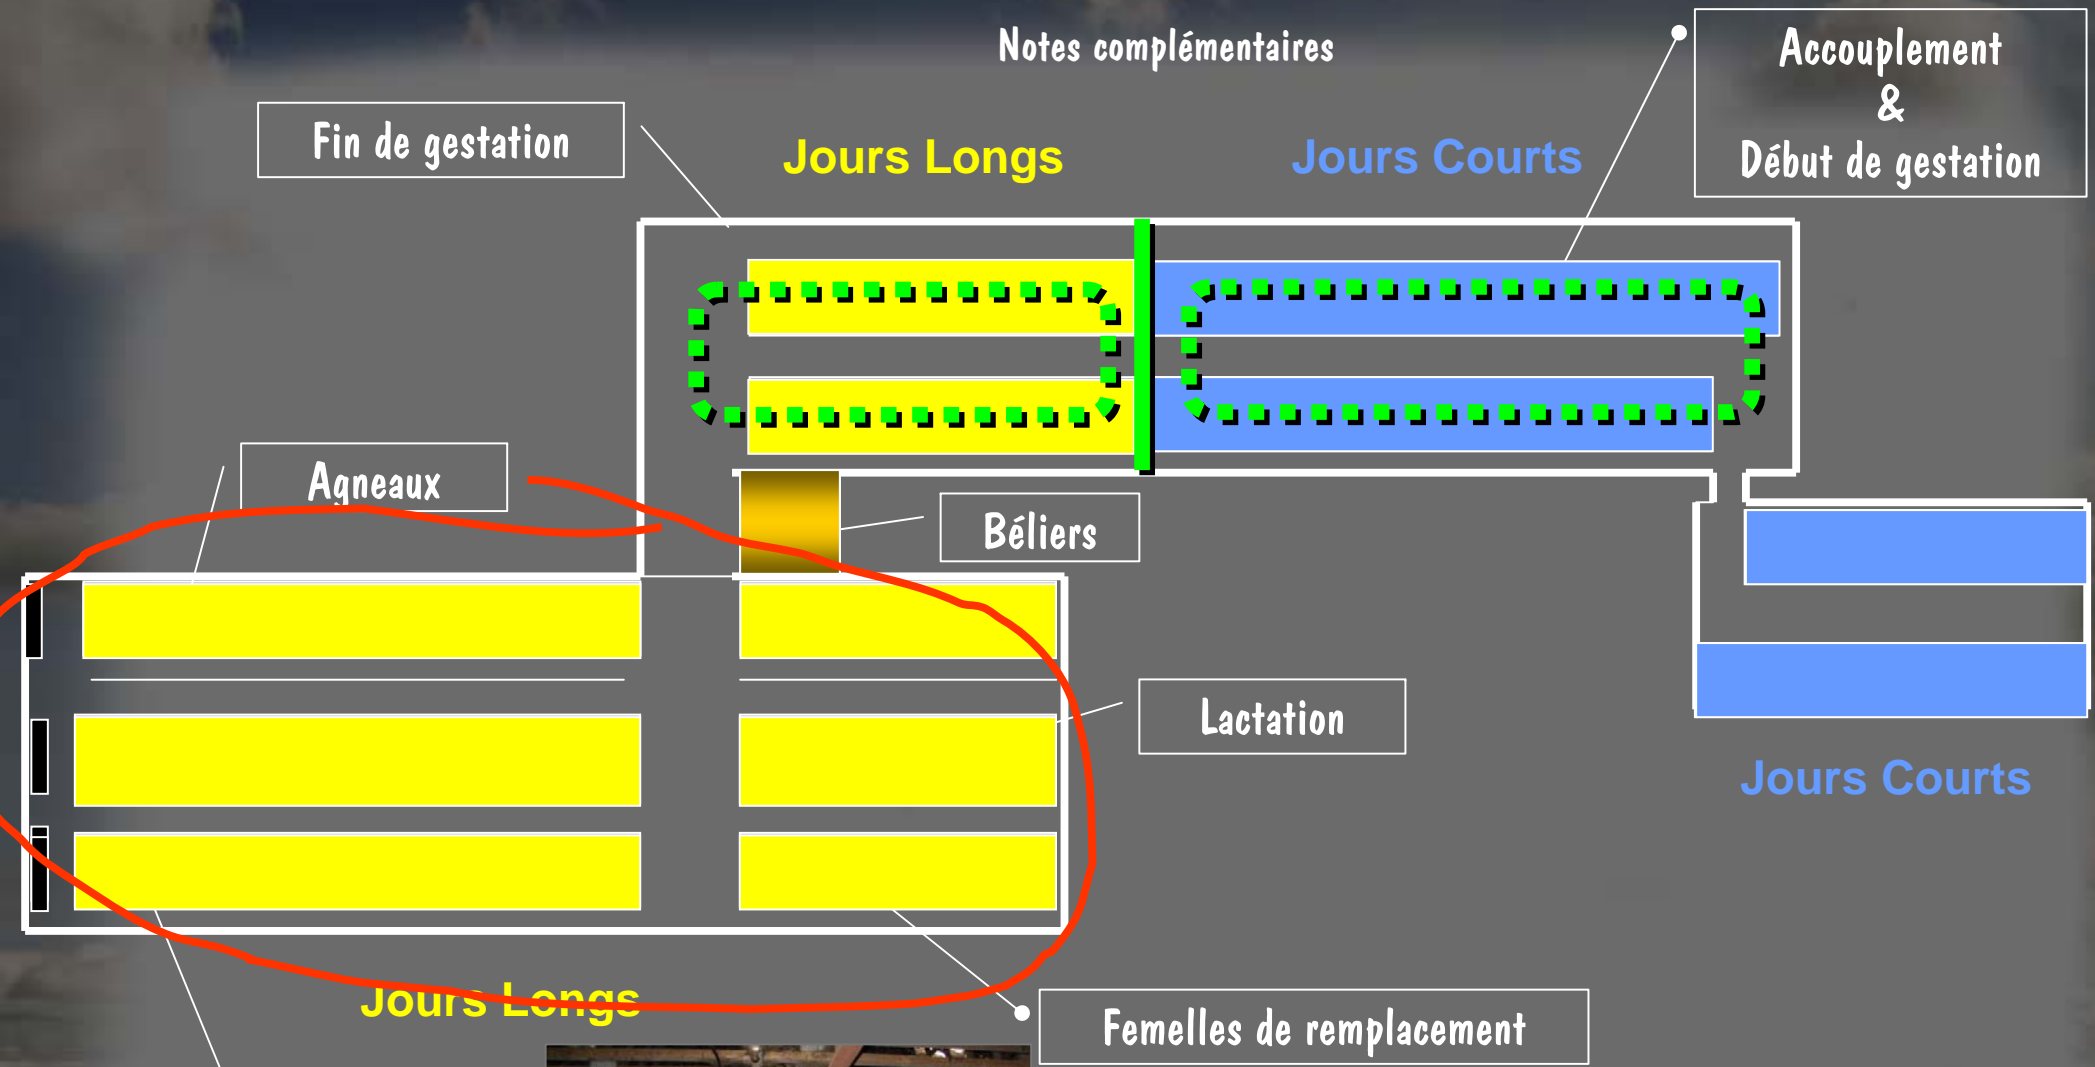 Notes complémentaires
Accouplement
&
Début de gestation
Fin de gestation
Jours Longs
Jours Courts
Agneaux
Béliers
Lactation
Jours Courts
Jours Longs
Femelles de remplacement